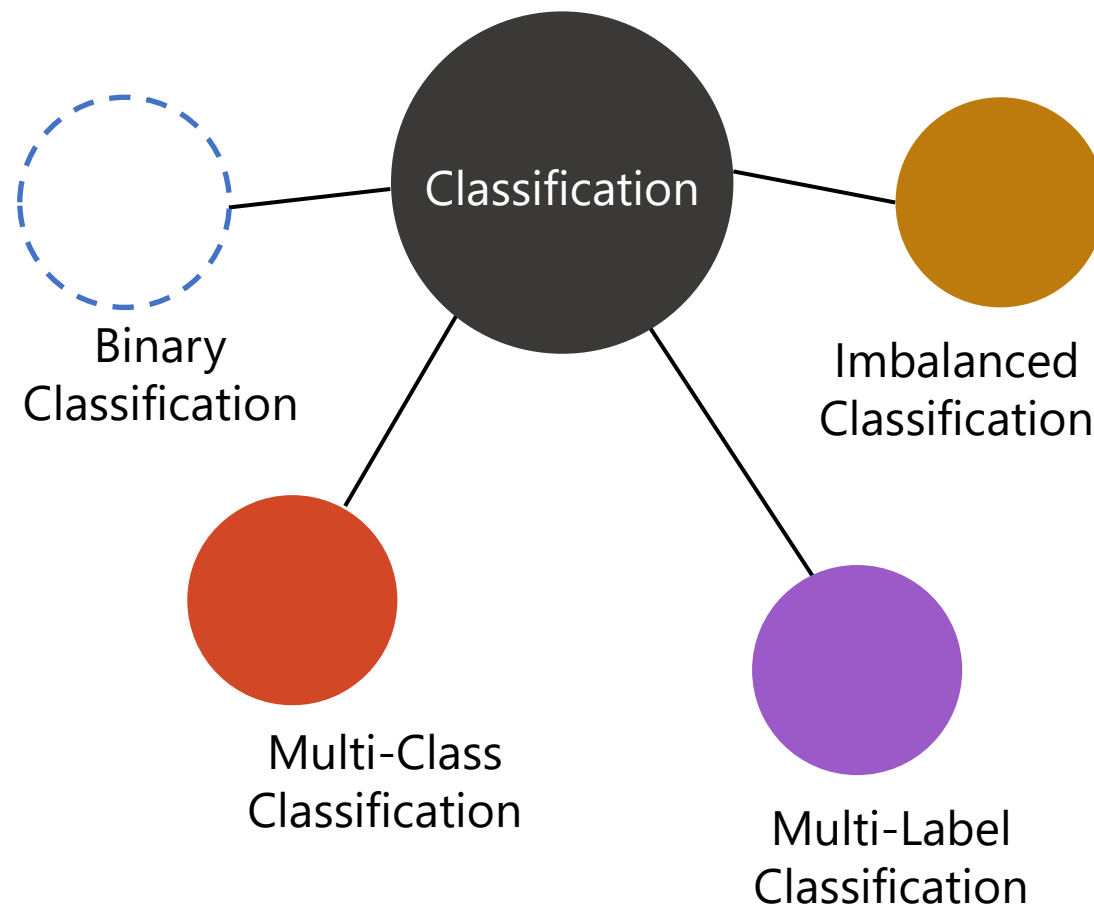 Classification
Binary
Classification
Imbalanced
Classification
Multi-Class
Classification
Multi-Label
Classification